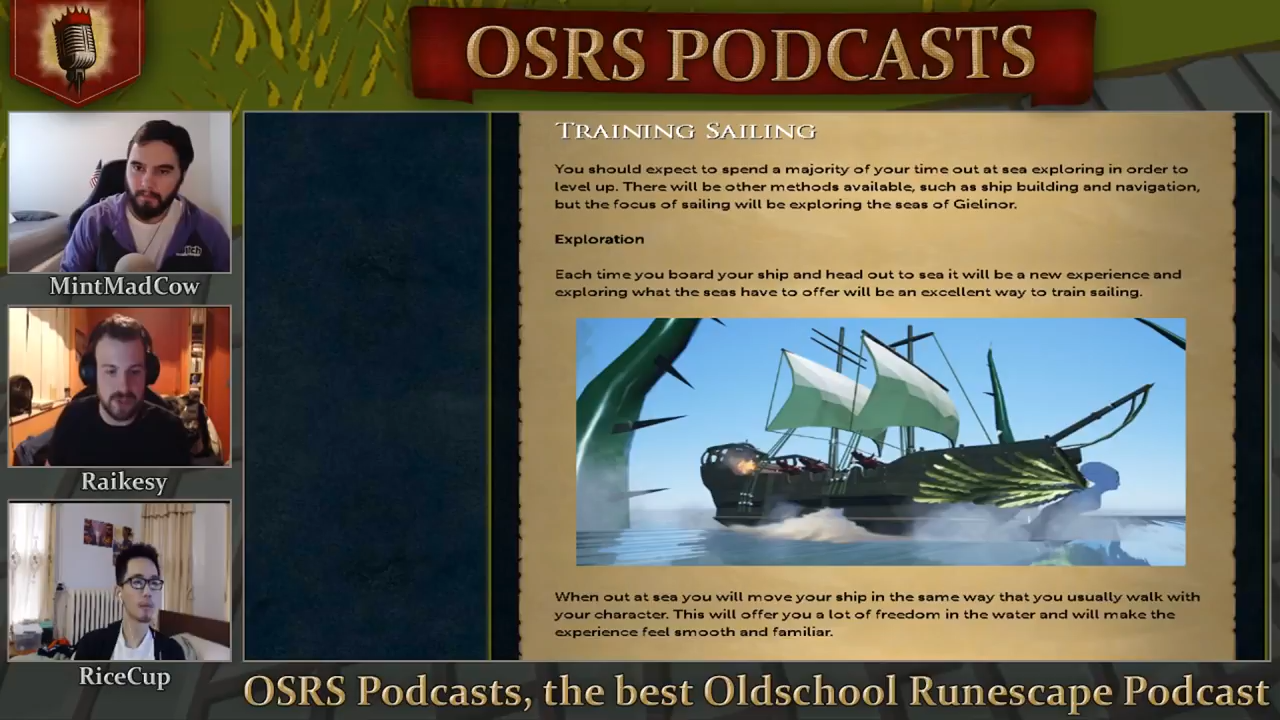 OSRS PODCASTS
MintMadCow
Raikesy
RiceCup
TRAINING SAILING
You should expect to spend a majority of your time out at sea exploring in order to
level up. There will be other methods available, such as ship building and navigation,
but the focus of sailing will be exploring the seas of Gielinor.
Exploration
Each time you board your ship and head out to sea it will be a new experience and
exploring what the seas have to offer will be an excellent way to train sailing.
When out at sea you will move your ship in the same way that you usually walk with
your character. This will offer you a lot of freedom in the water and will make the
experience feel smooth and familiar.
OSRS Podcasts, the best Oldschool Runescape Podcast